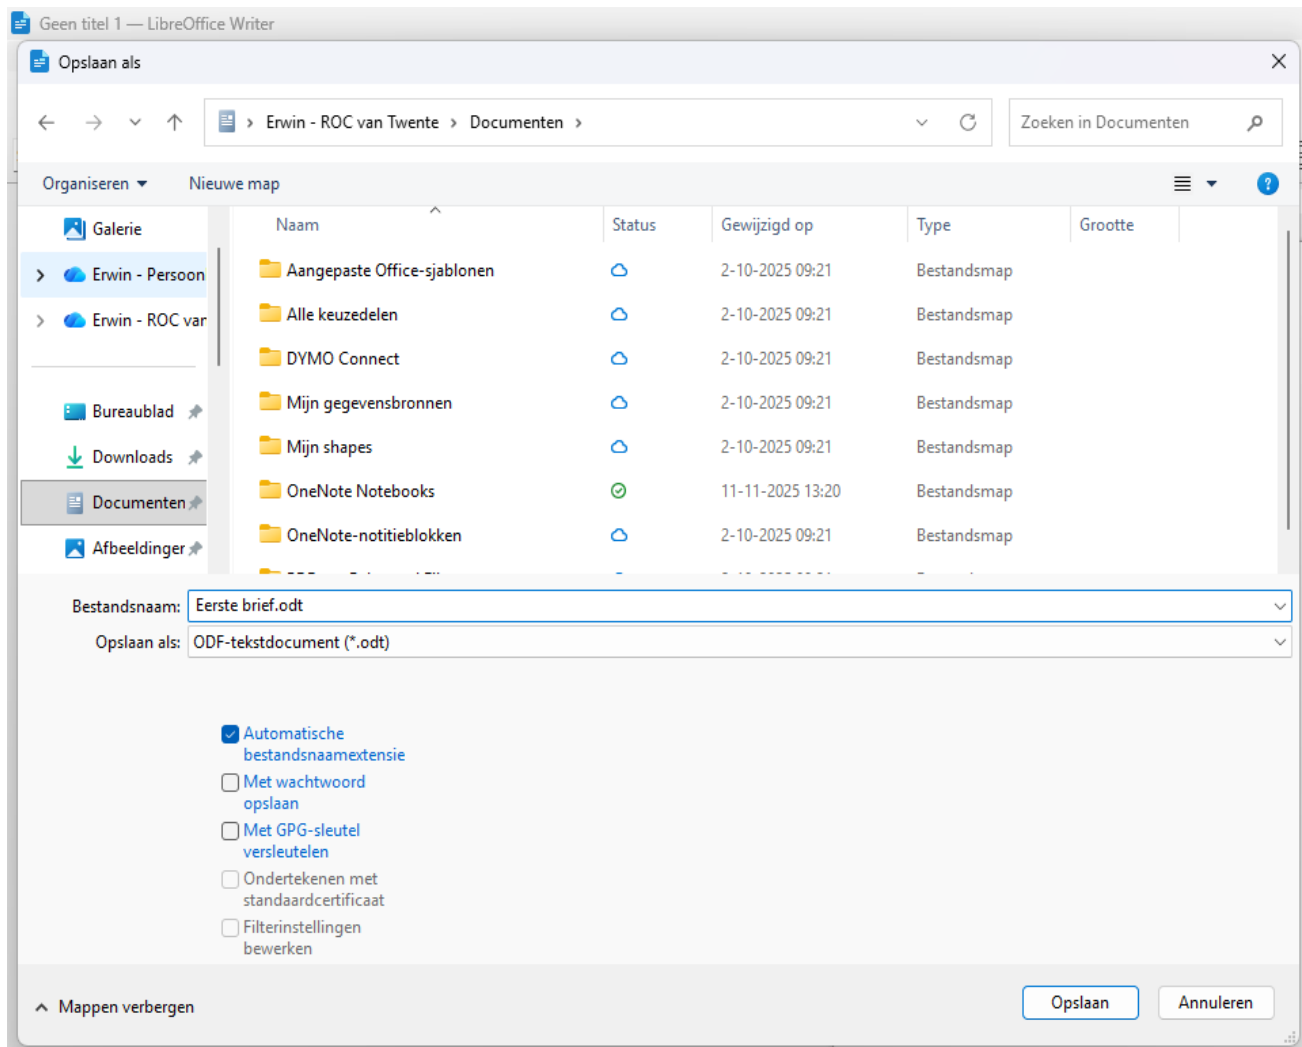 Geen titel 1 — LibreOffice Writer
Opslaan als
Erwin - ROC van Twente > Documenten >
Zoeken in Documenten
Organiseren
Nieuwe map
Galerie
Erwin - Persoon
Erwin - ROC van
Bureaublad
Downloads
Documenten
Afbeeldingen
Naam Status Gewijzigd op Type Grootte
Aangepaste Office-sjablonen 2-10-2025 09:21 Bestandsmap
Alle keuzedelen 2-10-2025 09:21 Bestandsmap
DYMO Connect 2-10-2025 09:21 Bestandsmap
Mijn gegevensbronnen 2-10-2025 09:21 Bestandsmap
Mijn shapes 2-10-2025 09:21 Bestandsmap
OneNote Notebooks 11-11-2025 13:20 Bestandsmap
OneNote-notitieblokken 2-10-2025 09:21 Bestandsmap
Bestandsnaam: Eerste brief.odt
Opslaan als: ODF-tekstdocument (*.odt)
Automatische
bestandsnaamextensie
Met wachtwoord
opslaan
Met GPG-sleutel
versleutelen
Ondertekenen met
standaardcertificaat
Filterinstellingen
bewerken
Mappen verbergen
Opslaan
Annuleren